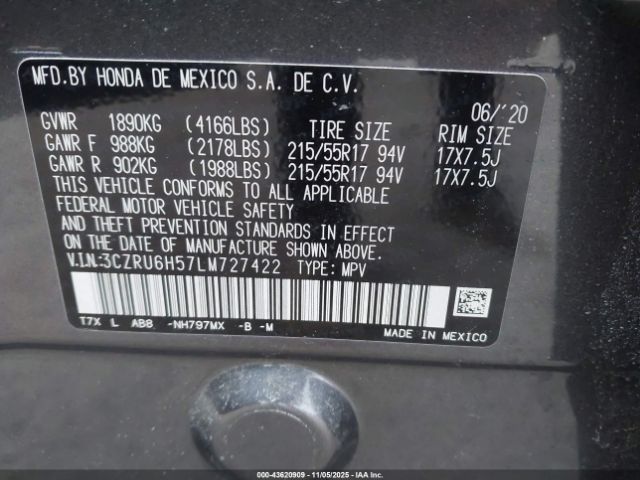 MFD.BY HONDA DE MEXICO S.A. DE C.V.
06/'20
GVWR 1890KG (4166LBS) TIRE SIZE RIM SIZE
GAWR F 988KG (2178LBS) 215/55R17 94V 17X7.5J
GAWR R 902KG (1988LBS) 215/55R17 94V 17X7.5J
THIS VEHICLE CONFORMS TO ALL APPLICABLE
FEDERAL MOTOR VEHICLE SAFETY
AND THEFT PREVENTION STANDARDS IN EFFECT
ON THE DATE OF MANUFACTURE SHOWN ABOVE.
V.I.N:3CZRU6H57LM727422 TYPE: MPV
T7X L AB8 -NH797MX -B -M
MADE IN MEXICO
000-43620909 - 11/05/2025 - IAA Inc.